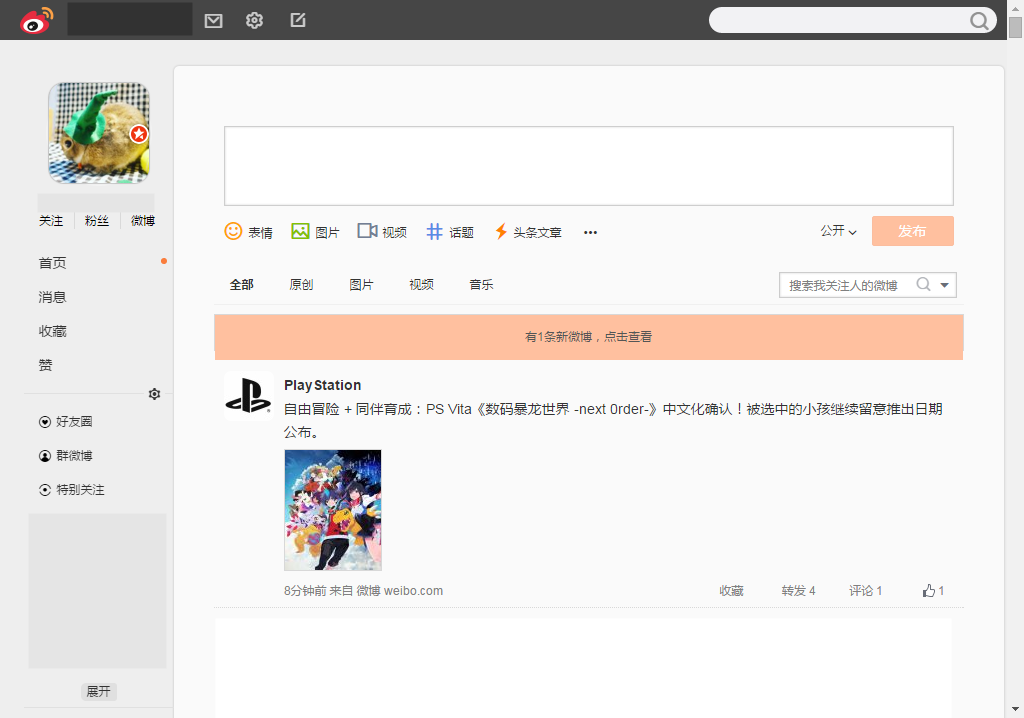 关注 粉丝 微博
首页
消息
收藏
赞
好友圈
群微博
特别关注
展开
表情 图片 视频 话题 头条文章 ••• 公开 发布
全部 原创 图片 视频 音乐 搜索我关注人的微博
有1条新微博，点击查看
PlayStation
自由冒险 + 同伴育成：PS Vita《数码暴龙世界 -next 0rder-》中文化确认！被选中的小孩继续留意推出日期
公布。
8分钟前 来自 微博 weibo.com 收藏 转发 4 评论 1 1